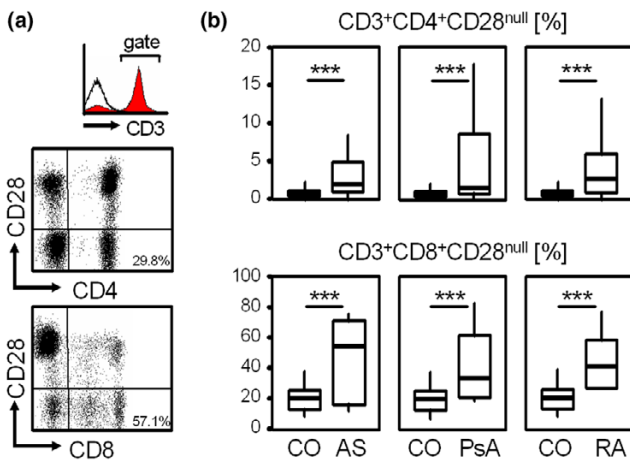 (a)
gate
CD3
CD28
29.8%
CD4
CD28
57.1%
CD8
(b)
CD3⁺CD4⁺CD28ⁿᵘˡˡ [%]
20
15
10
5
0
***
***
***
CD3⁺CD8⁺CD28ⁿᵘˡˡ [%]
100
80
60
40
20
0
***
***
***
CO AS CO PsA CO RA